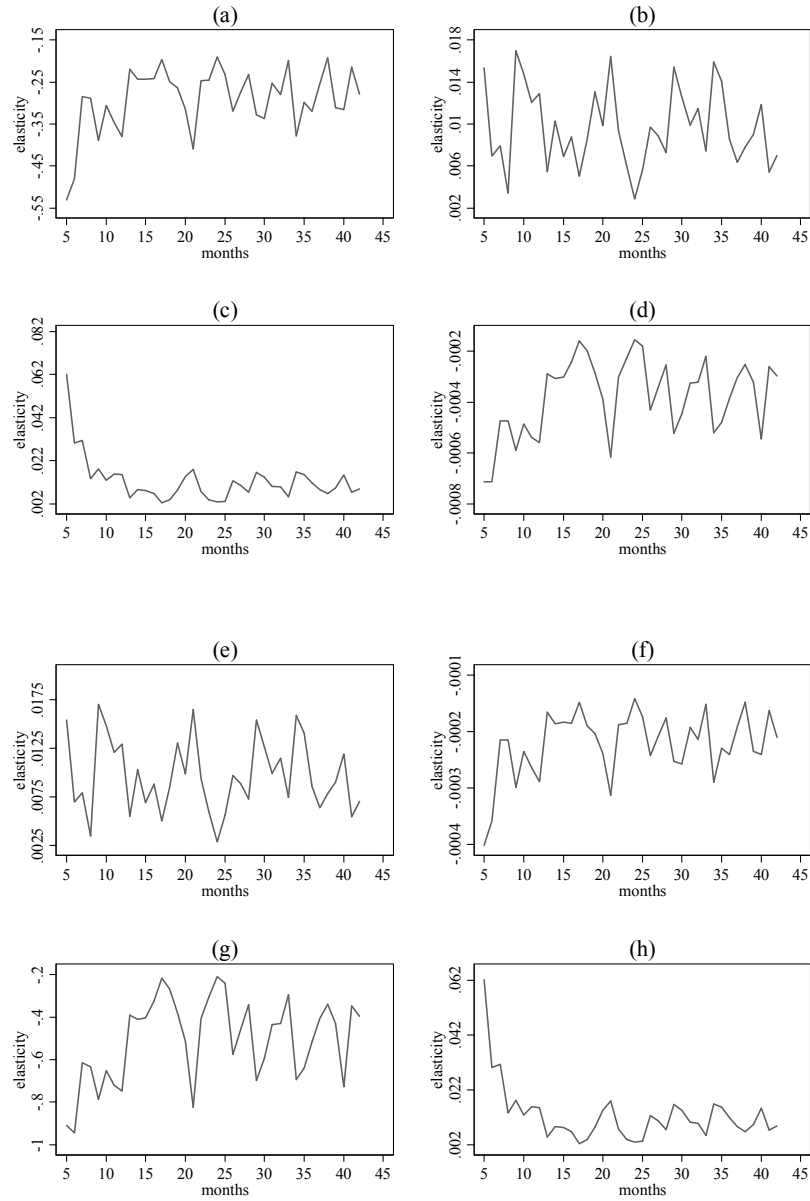 (a)
elasticity
-.15
-.25
-.35
-.45
-.55
5 10 15 20 25 30 35 40 45
months
(b)
elasticity
.018
.014
.01
.006
.002
5 10 15 20 25 30 35 40 45
months
(c)
elasticity
.082
.062
.042
.022
.002
5 10 15 20 25 30 35 40 45
months
(d)
elasticity
-.0002
-.0004
-.0006
-.0008
5 10 15 20 25 30 35 40 45
months
(e)
elasticity
.0175
.0125
.0075
.0025
5 10 15 20 25 30 35 40 45
months
(f)
elasticity
-.0001
-.0002
-.0003
-.0004
5 10 15 20 25 30 35 40 45
months
(g)
elasticity
-.2
-.4
-.6
-.8
-1
5 10 15 20 25 30 35 40 45
months
(h)
elasticity
.062
.042
.022
.002
5 10 15 20 25 30 35 40 45
months